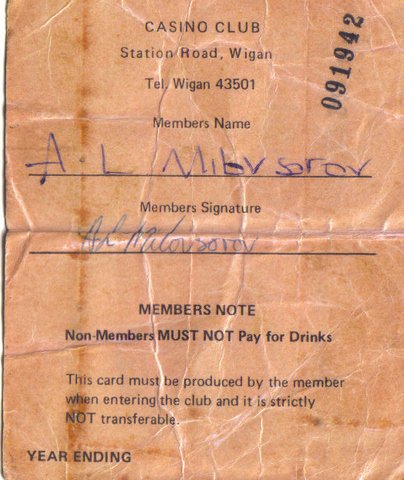 CASINO CLUB
Station Road, Wigan
Tel. Wigan 43501
091942
Members Name
A. L
Members Signature
MEMBERS NOTE
Non-Members MUST NOT Pay for Drinks
This card must be produced by the member
when entering the club and it is strictly
NOT transferable.
YEAR ENDING